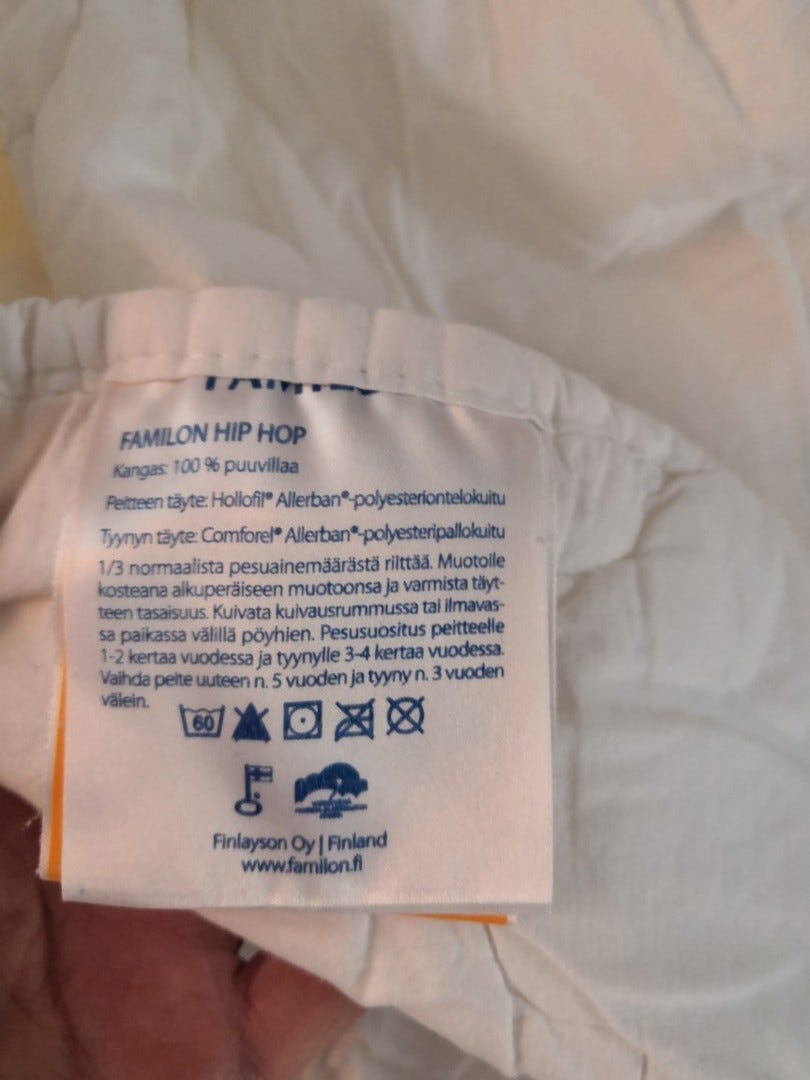 FAMILON HIP HOP
Kangas: 100 % puuvillaa
Peitteen täyte: Hollofil® Allerban®-polyesteriontelokuitu
Tyynyn täyte: Comforel® Allerban®-polyesteripallokuitu
1/3 normaalista pesuainemäärästä riittää. Muotoile
kosteana alkuperäiseen muotoonsa ja varmista täyt-
teen tasaisuus. Kuivata kuivausrummussa tai ilmavas-
sa paikassa välillä pöyhien. Pesusuositus peitteelle
1-2 kertaa vuodessa ja tyynylle 3-4 kertaa vuodessa.
Vaihda peite uuteen n. 5 vuoden ja tyyny n. 3 vuoden
välein.
60
Finlayson Oy | Finland
www.familon.fi